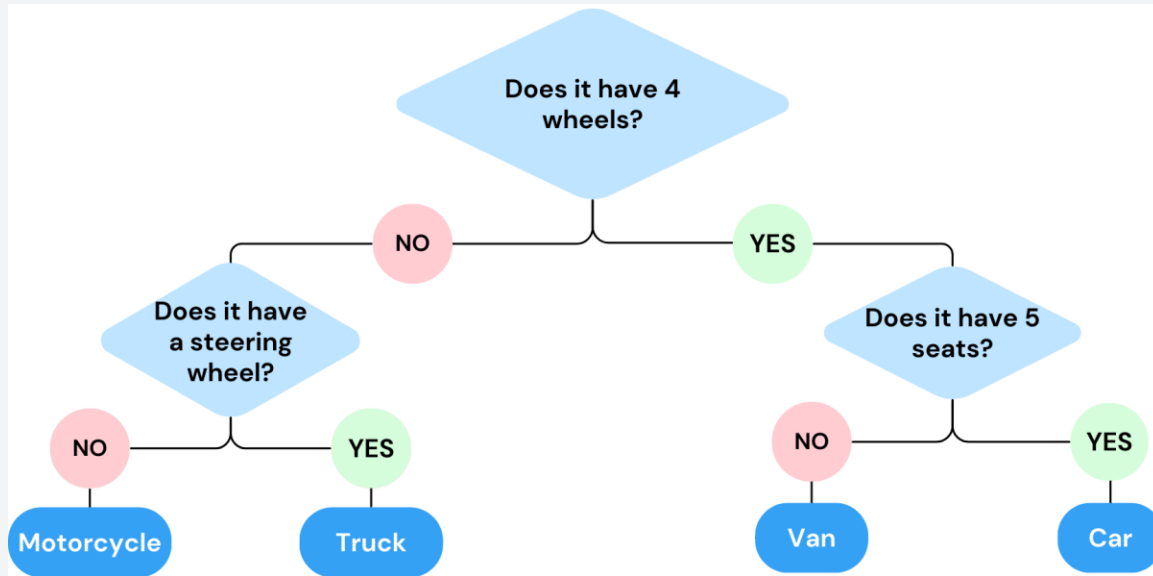 Does it have 4
wheels?
NO
YES
Does it have
a steering
wheel?
Does it have 5
seats?
NO
YES
NO
YES
Motorcycle
Truck
Van
Car